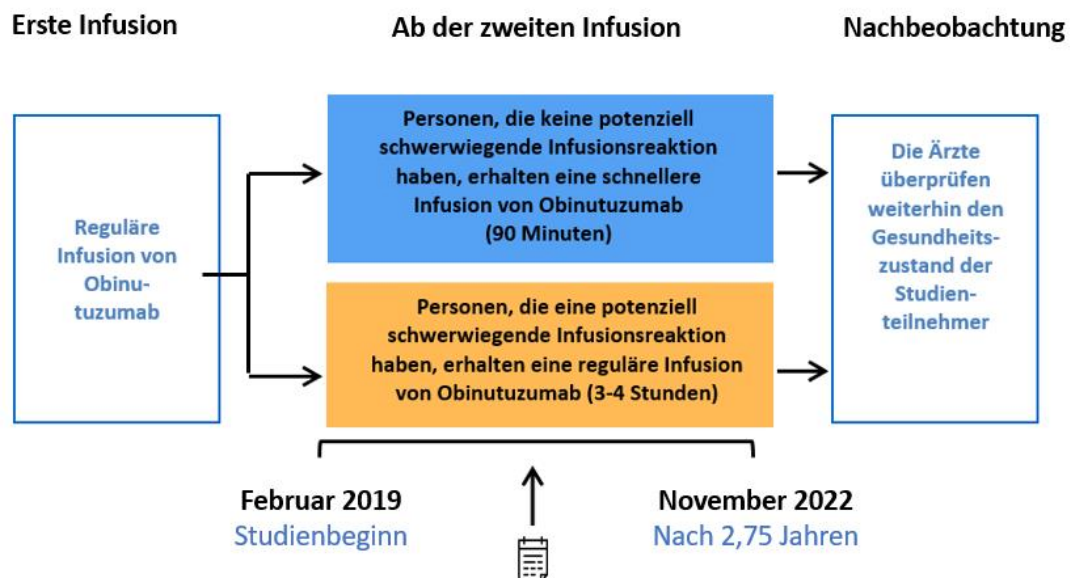 Erste Infusion
Ab der zweiten Infusion
Nachbeobachtung
Reguläre
Infusion von
Obinu-
tuzumab
Personen, die keine potenziell
schwerwiegende Infusionsreaktion
haben, erhalten eine schnellere
Infusion von Obinutuzumab
(90 Minuten)
Personen, die eine potenziell
schwerwiegende Infusionsreaktion
haben, erhalten eine reguläre Infusion
von Obinutuzumab (3-4 Stunden)
Die Ärzte
überprüfen
weiterhin den
Gesundheits-
zustand der
Studien-
teilnehmer
Februar 2019
Studienbeginn
November 2022
Nach 2,75 Jahren